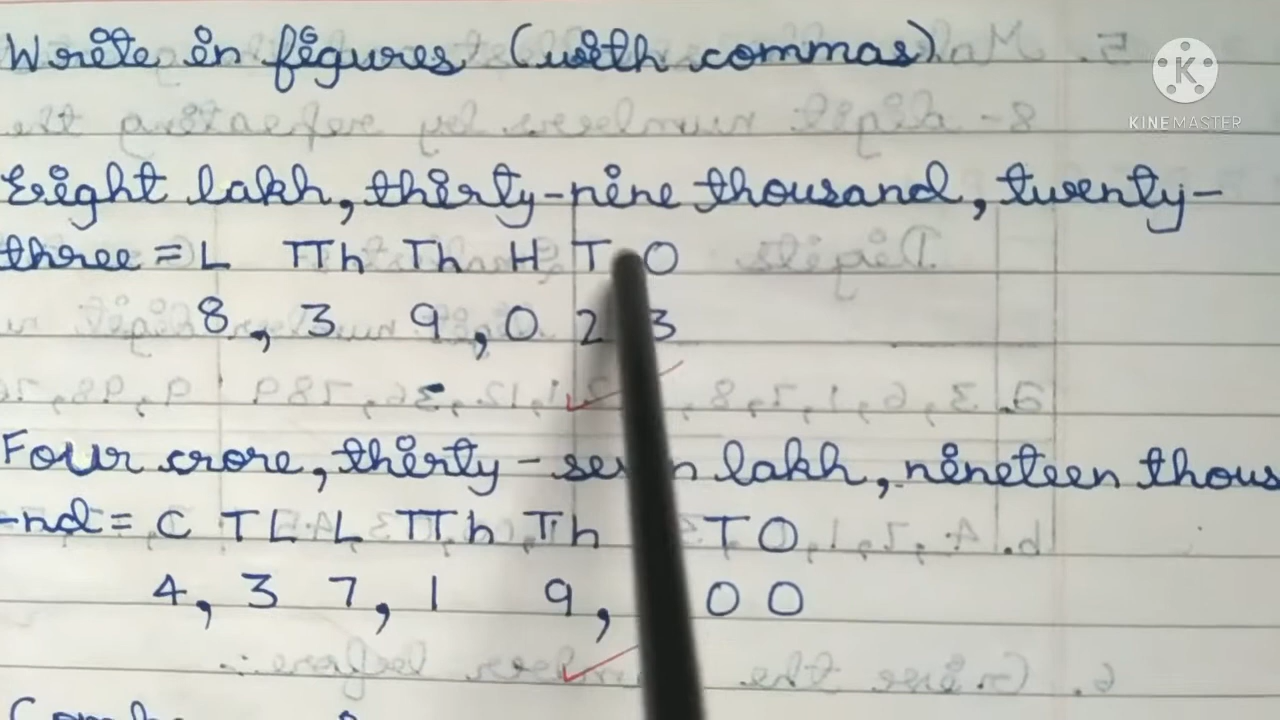 Write in figures (with commas)
KINEMASTER
Eight lakh, thirty-nine thousand, twenty-
three = L TTh Th H T O
8, 3 9, 0 2 3
Four crore, thirty-seven lakh, nineteen thous
-nd = C TL L TTh Th T O
4, 3 7, 1 9, 0 0